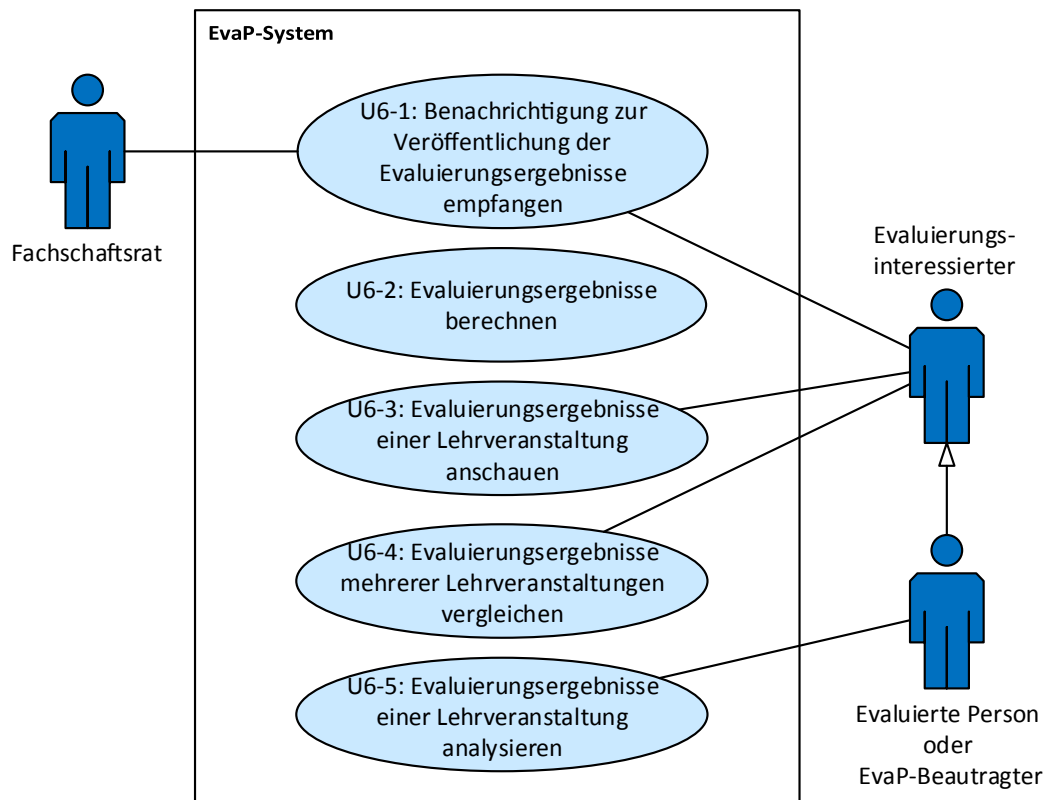 EvaP-System
U6-1: Benachrichtigung zur
Veröffentlichung der
Evaluierungsergebnisse
empfangen
Fachschaftsrat
Evaluierungs-
interessierter
U6-2: Evaluierungsergebnisse
berechnen
U6-3: Evaluierungsergebnisse
einer Lehrveranstaltung
anschauen
U6-4: Evaluierungsergebnisse
mehrerer Lehrveranstaltungen
vergleichen
U6-5: Evaluierungsergebnisse
einer Lehrveranstaltung
analysieren
Evaluierte Person
oder
EvaP-Beautragter